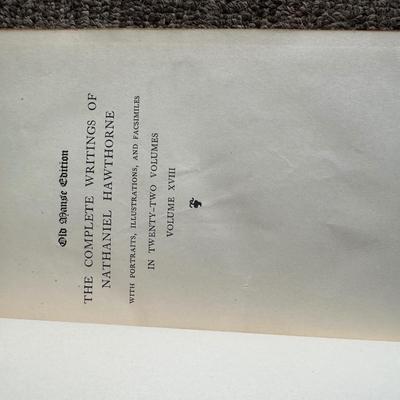 Old Manse Edition
THE COMPLETE WRITINGS OF
NATHANIEL HAWTHORNE
WITH PORTRAITS, ILLUSTRATIONS, AND FACSIMILES
IN TWENTY-TWO VOLUMES
VOLUME XVIII